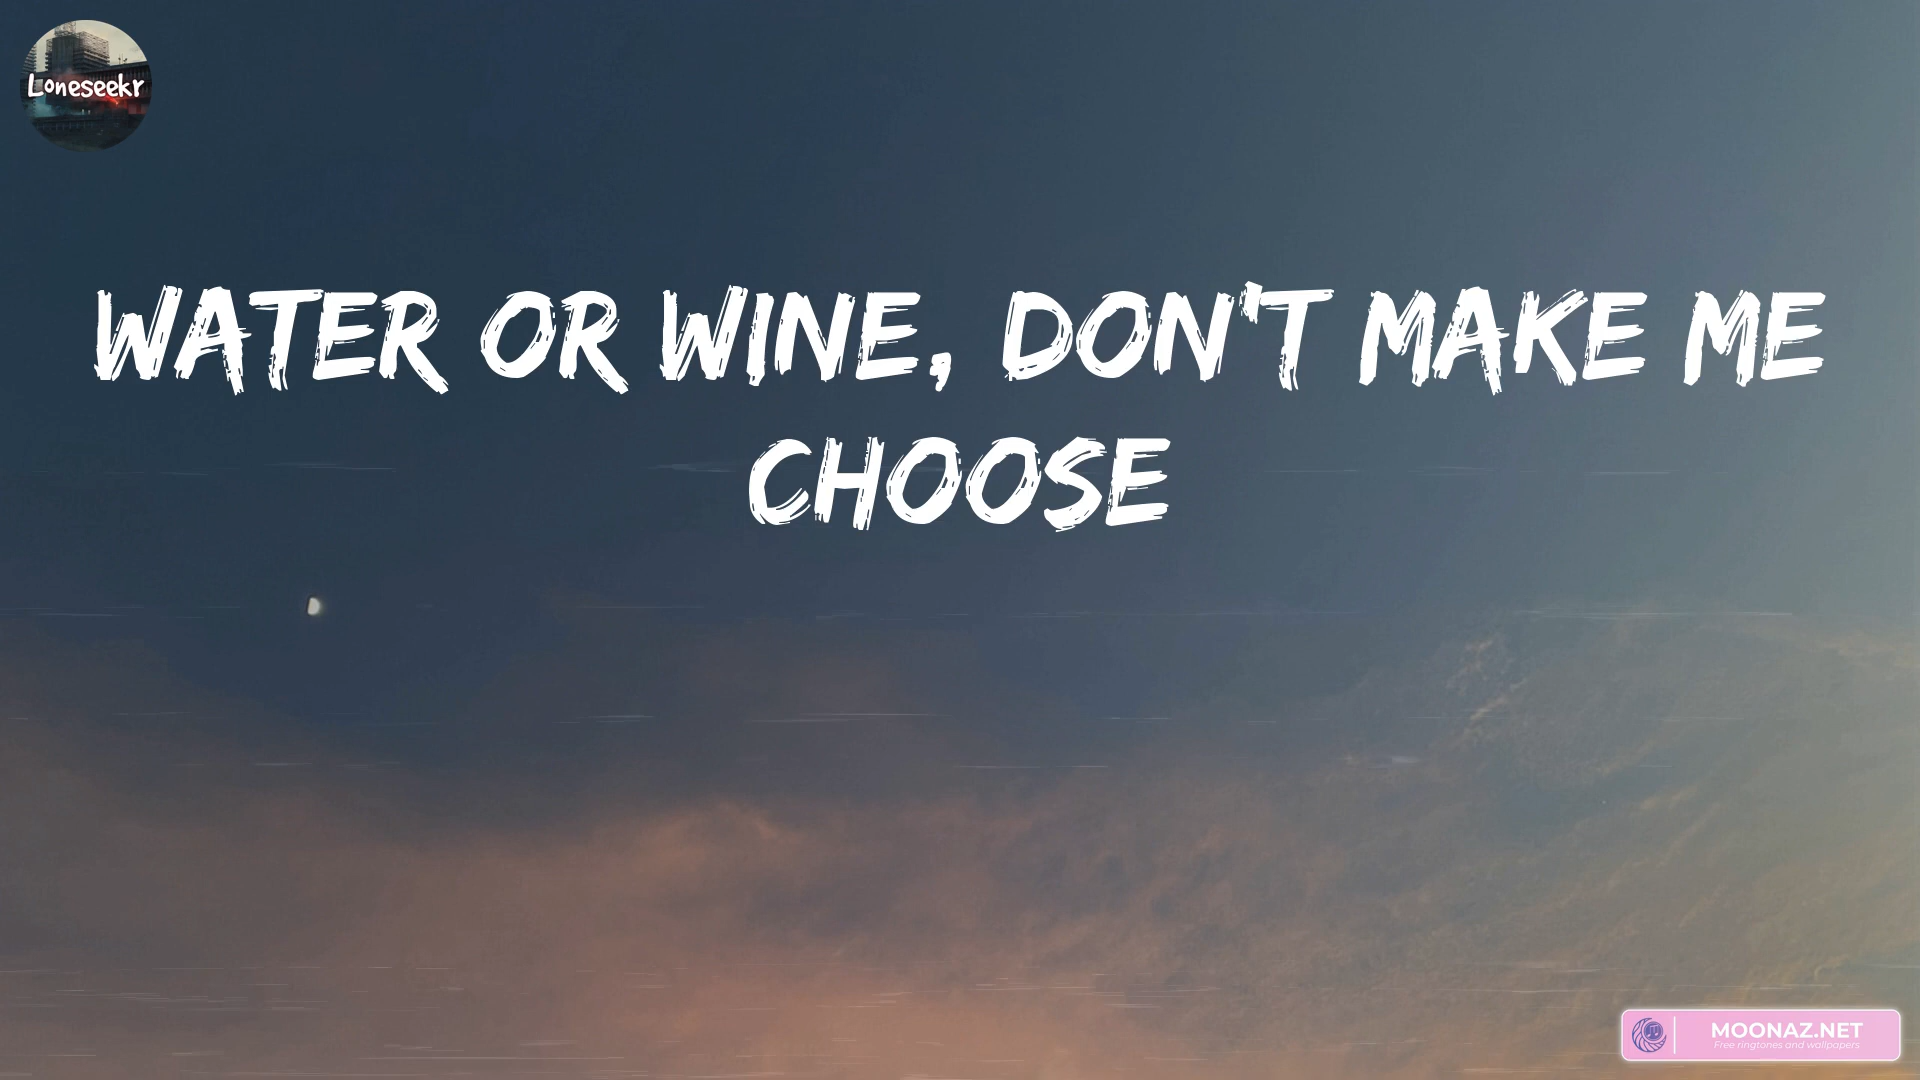 Loneseekr
WATER OR WINE, DON'T MAKE ME
CHOOSE
MOONAZ.NET
Free ringtones and wallpapers